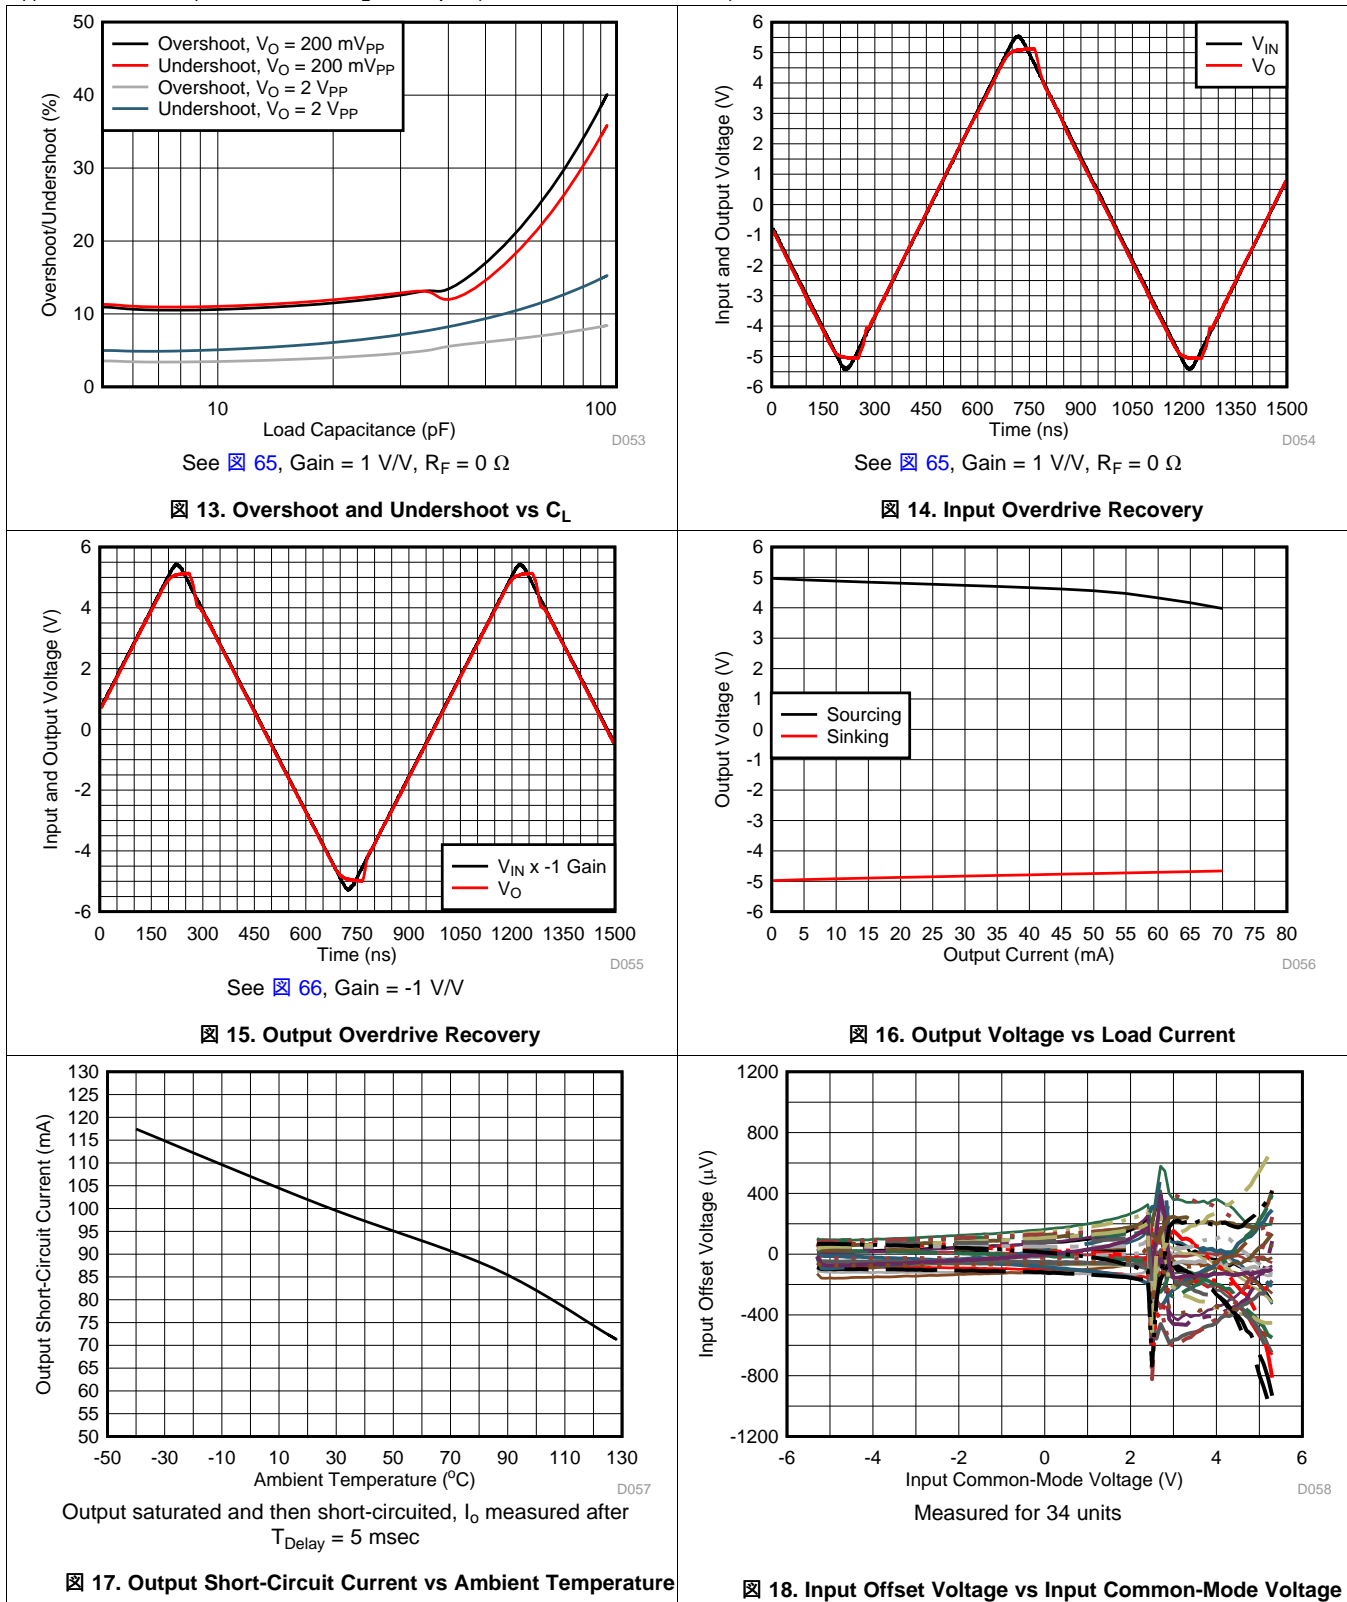 50
40
30
20
10
0
Overshoot/Undershoot (%)
Overshoot, VO = 200 mVPP
Undershoot, VO = 200 mVPP
Overshoot, VO = 2 VPP
Undershoot, VO = 2 VPP
10 100
Load Capacitance (pF)
D053
See 図 65, Gain = 1 V/V, RF = 0 Ω
図 13. Overshoot and Undershoot vs CL
6
5
4
3
2
1
0
-1
-2
-3
-4
-5
-6
Input and Output Voltage (V)
VIN
VO
0 150 300 450 600 750 900 1050 1200 1350 1500
Time (ns)
D054
See 図 65, Gain = 1 V/V, RF = 0 Ω
図 14. Input Overdrive Recovery
6
4
2
0
-2
-4
-6
Input and Output Voltage (V)
VIN x -1 Gain
VO
0 150 300 450 600 750 900 1050 1200 1350 1500
Time (ns)
D055
See 図 66, Gain = -1 V/V
図 15. Output Overdrive Recovery
6
5
4
3
2
1
0
-1
-2
-3
-4
-5
-6
Output Voltage (V)
Sourcing
Sinking
0 5 10 15 20 25 30 35 40 45 50 55 60 65 70 75 80
Output Current (mA)
D056
図 16. Output Voltage vs Load Current
130
125
120
115
110
105
100
95
90
85
80
75
70
65
60
55
50
Output Short-Circuit Current (mA)
-50 -30 -10 10 30 50 70 90 110 130
Ambient Temperature (oC)
D057
Output saturated and then short-circuited, Io measured after
TDelay = 5 msec
図 17. Output Short-Circuit Current vs Ambient Temperature
1200
800
400
0
-400
-800
-1200
Input Offset Voltage (µV)
-6 -4 -2 0 2 4 6
Input Common-Mode Voltage (V)
D058
Measured for 34 units
図 18. Input Offset Voltage vs Input Common-Mode Voltage